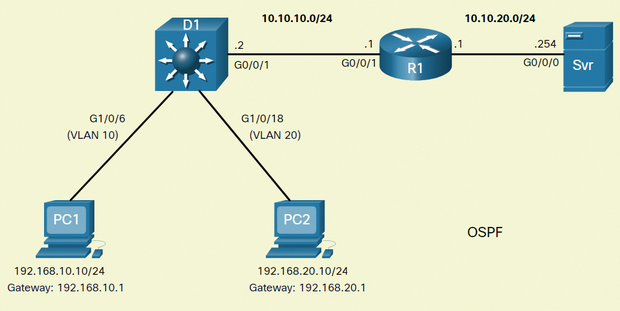 10.10.10.0/24
10.10.20.0/24
D1
.2
.1
.1
.254
G0/0/1
G0/0/1
R1
G0/0/0
Svr
G1/0/6
(VLAN 10)
G1/0/18
(VLAN 20)
PC1
PC2
OSPF
192.168.10.10/24
Gateway: 192.168.10.1
192.168.20.10/24
Gateway: 192.168.20.1